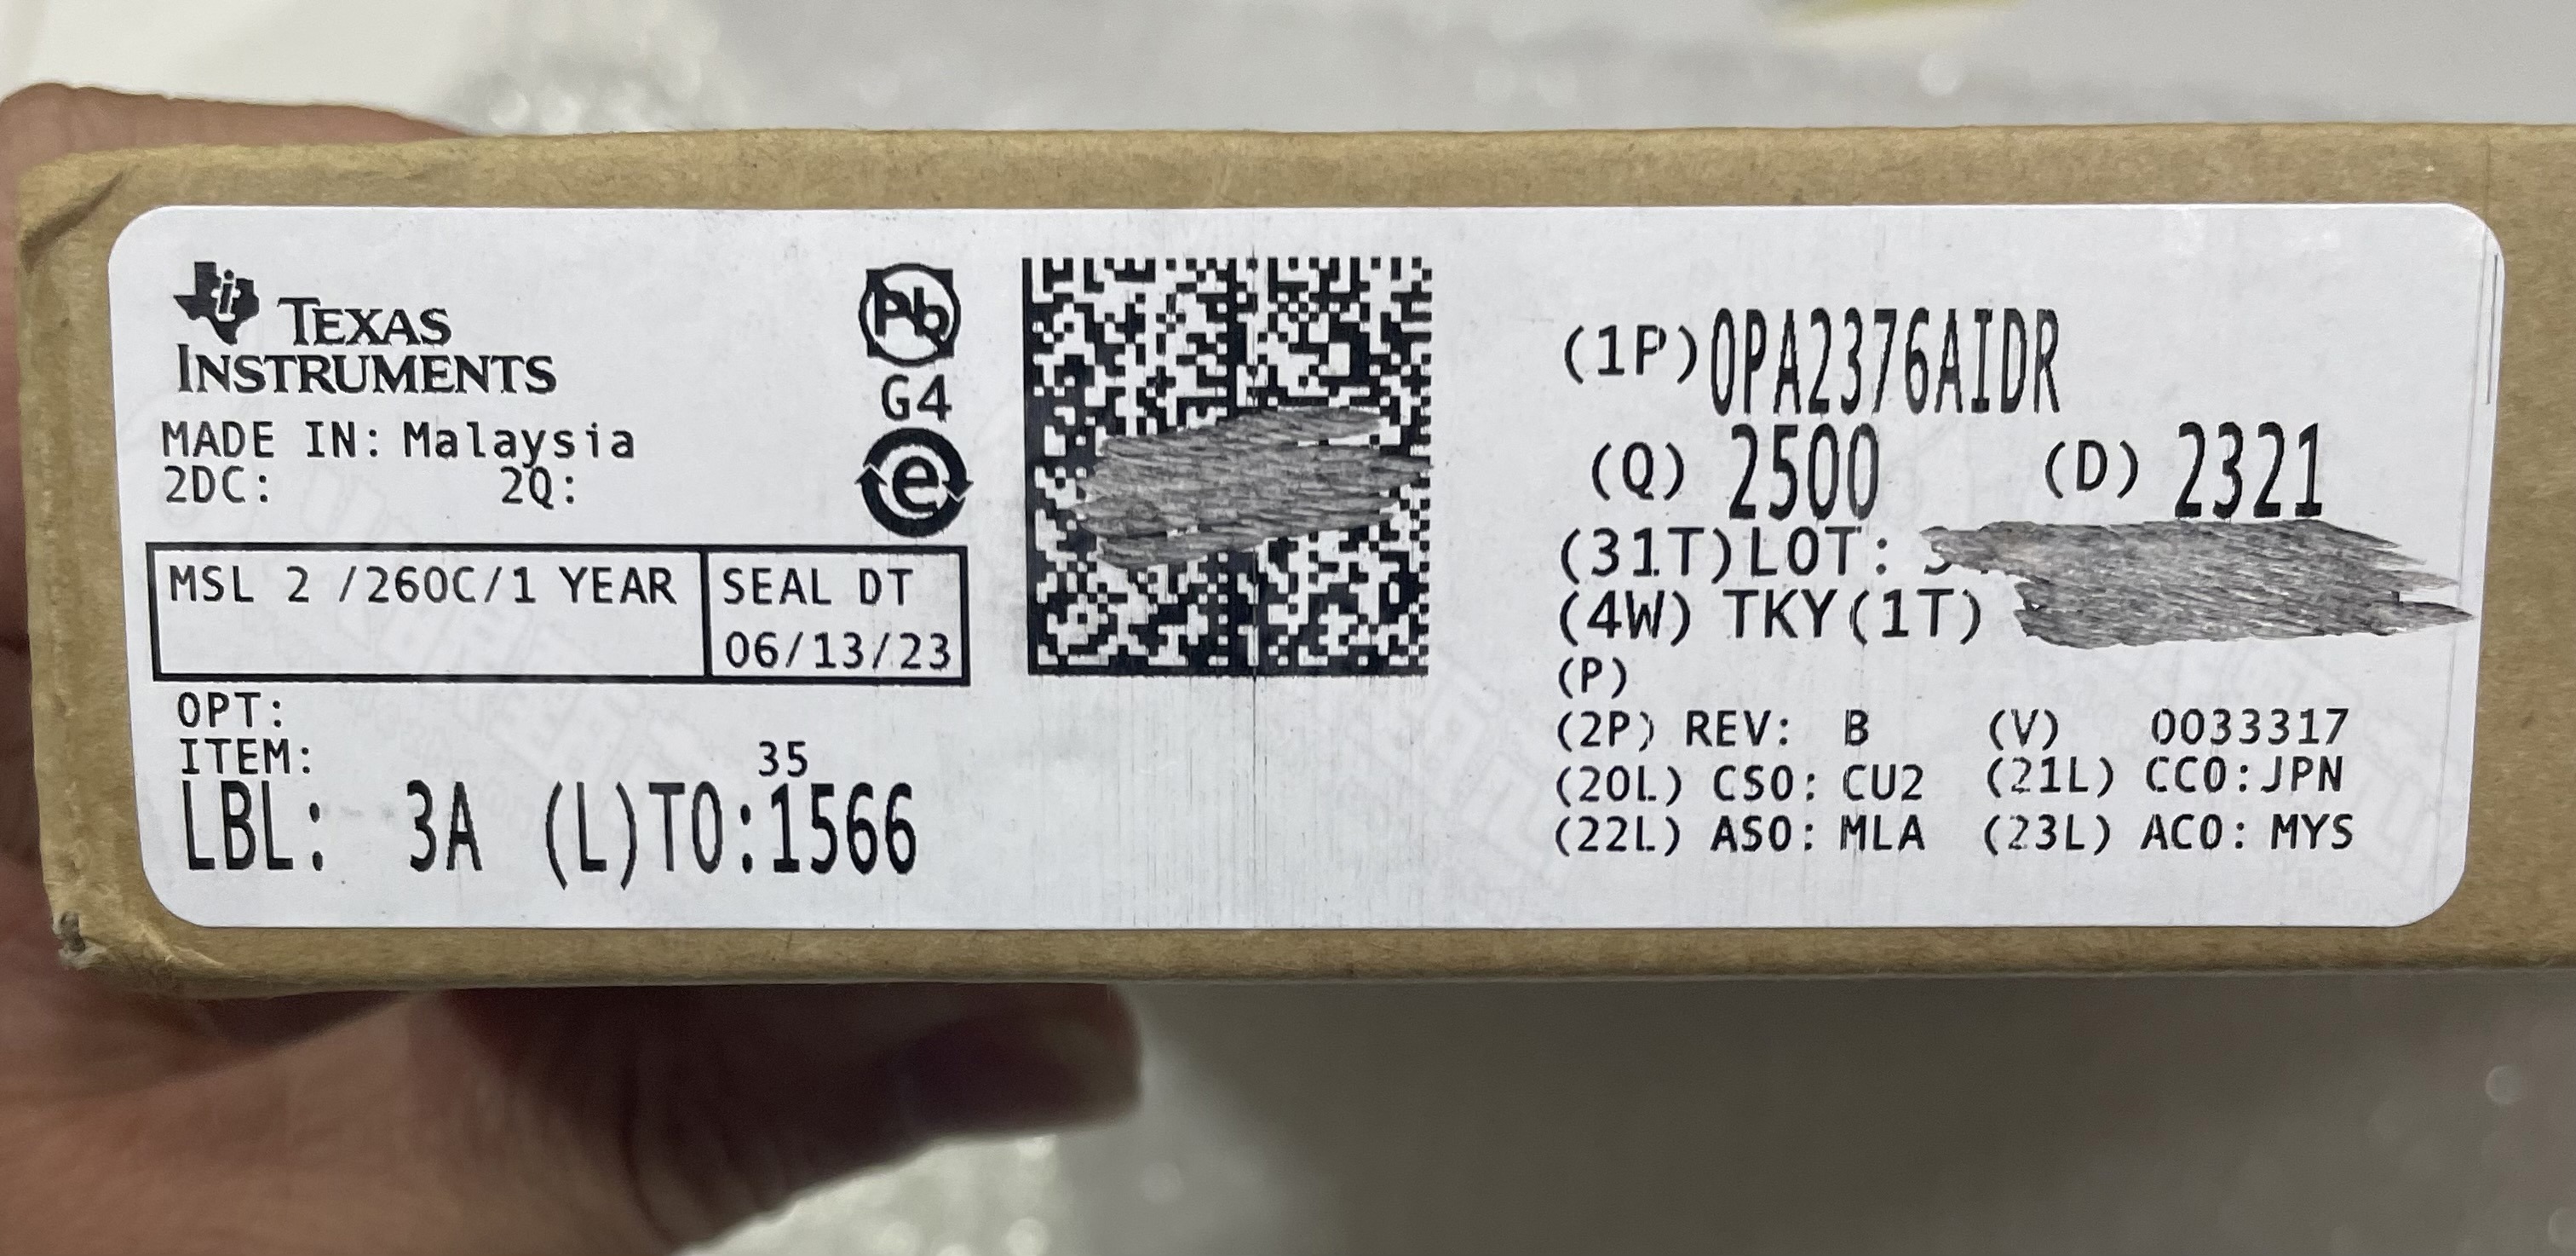 TEXAS
INSTRUMENTS
MADE IN: Malaysia
2DC: 2Q:
Pb
G4
e
MSL 2 /260C/1 YEAR
SEAL DT
06/13/23
OPT:
ITEM: 35
LBL: 3A (L)TO:1566
(1P)OPA2376AIDR
(Q) 2500 (D) 2321
(31T)LOT:
(4W) TKY(1T)
(P)
(2P) REV: B (V) 0033317
(20L) CSO: CU2 (21L) CCO:JPN
(22L) ASO: MLA (23L) ACO: MYS